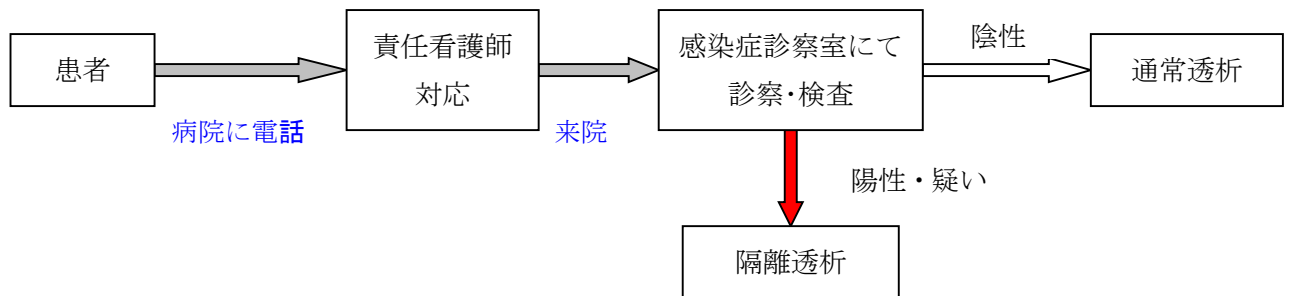 患者
病院に電話
責任看護師
対応
来院
感染症診察室にて
診察・検査
陰性
通常透析
陽性・疑い
隔離透析